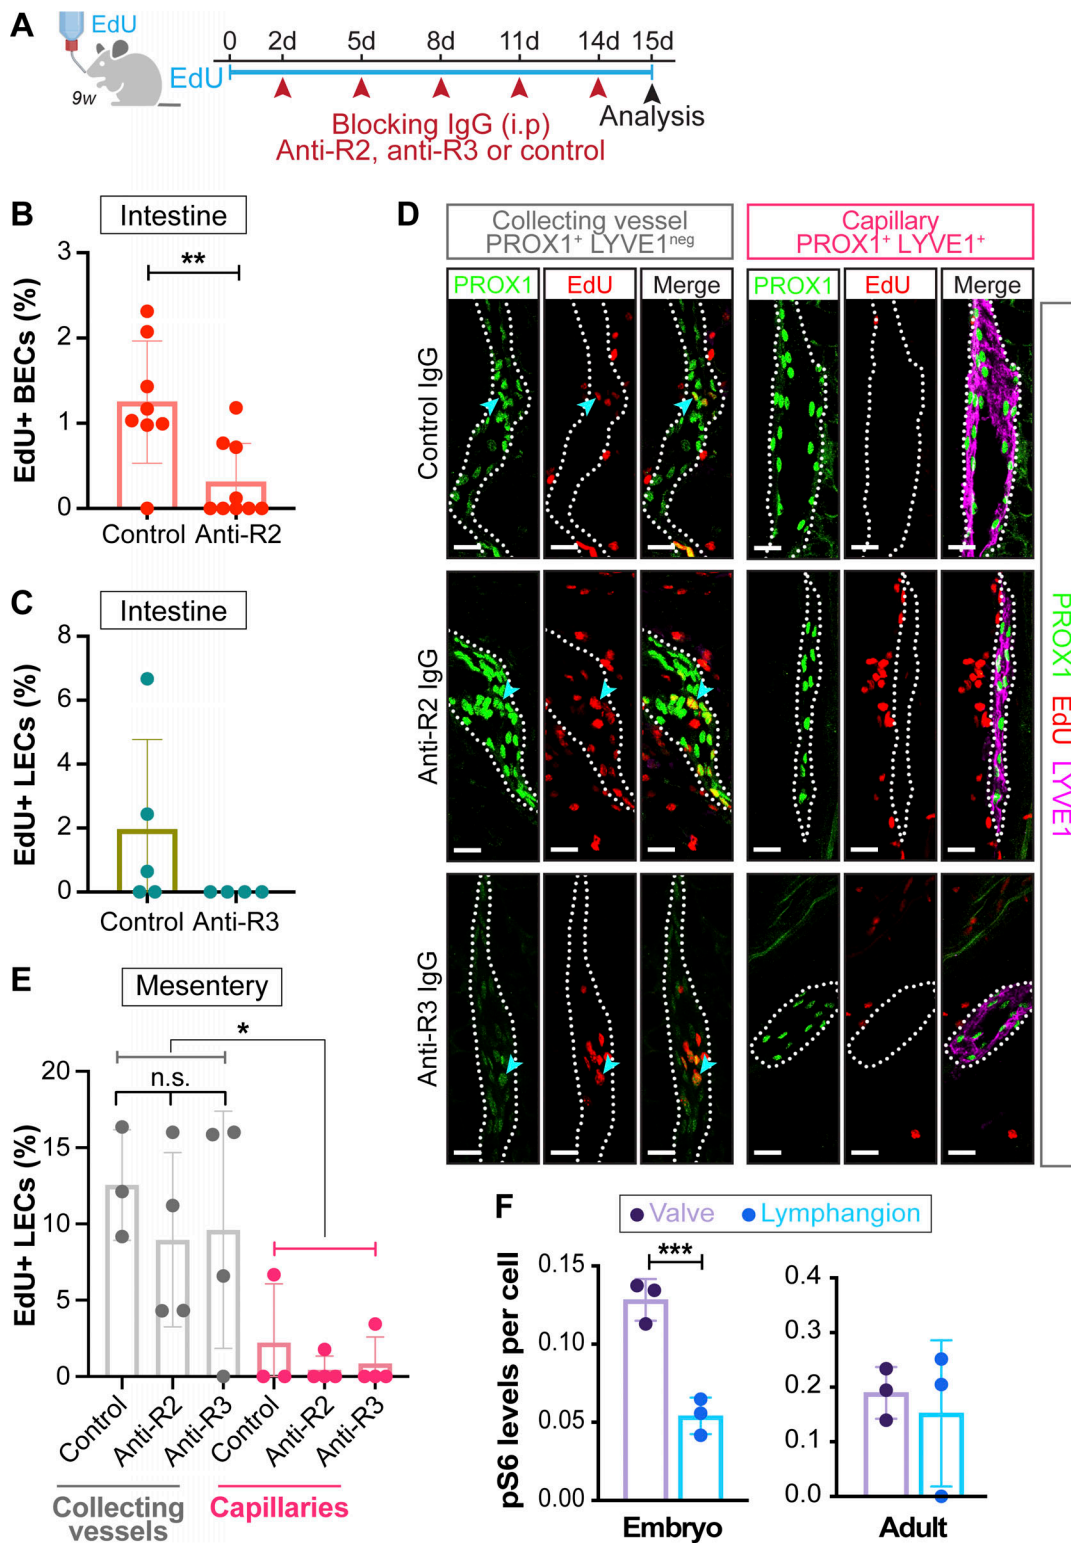 A
EdU
9w
EdU
0 2d 5d 8d 11d 14d 15d
Blocking IgG (i.p)
Anti-R2, anti-R3 or control
Analysis
B
Intestine
**
EdU+ BECs (%)
3
2
1
0
Control Anti-R2
C
Intestine
EdU+ LECs (%)
8
6
4
2
0
Control Anti-R3
D
Collecting vessel
PROX1+ LYVE1neg
Capillary
PROX1+ LYVE1+
PROX1 EdU Merge PROX1 EdU Merge
Control IgG
Anti-R2 IgG
Anti-R3 IgG
PROX1 EdU LYVE1
E
Mesentery
*
n.s.
EdU+ LECs (%)
20
15
10
5
0
Control Anti-R2 Anti-R3 Control Anti-R2 Anti-R3
Collecting
vessels
Capillaries
F
Valve Lymphangion
***
pS6 levels per cell
0.15
0.10
0.05
0.00
Embryo
0.4
0.3
0.2
0.1
0.0
Adult